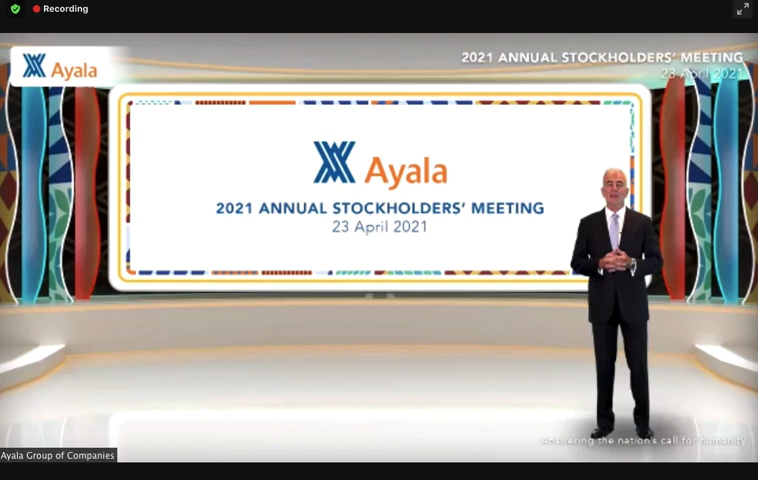 Recording
Ayala
2021 ANNUAL STOCKHOLDERS' MEETING
23 April 2021
Ayala
2021 ANNUAL STOCKHOLDERS' MEETING
23 April 2021
Answering the nation's call for humanity
Ayala Group of Companies